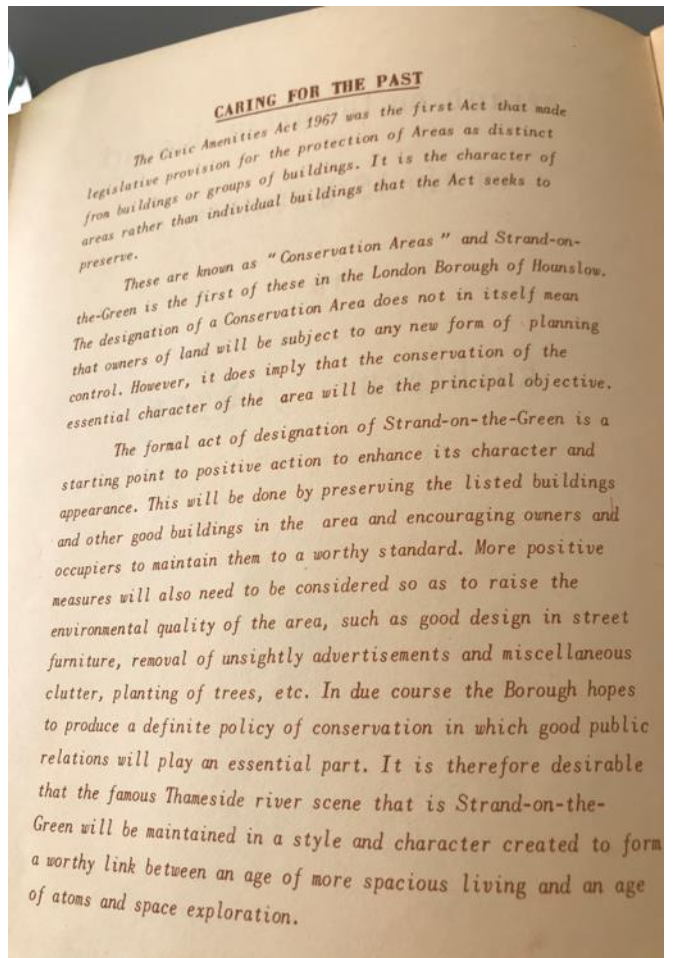 CARING FOR THE PAST
The Civic Amenities Act 1967 was the first Act that made
legislative provision for the protection of Areas as distinct
from buildings or groups of buildings. It is the character of
areas rather than individual buildings that the Act seeks to
preserve.
These are known as "Conservation Areas" and Strand-on-
the-Green is the first of these in the London Borough of Hounslow.
The designation of a Conservation Area does not in itself mean
that owners of land will be subject to any new form of planning
control. However, it does imply that the conservation of the
essential character of the area will be the principal objective.
The formal act of designation of Strand-on-the-Green is a
starting point to positive action to enhance its character and
appearance. This will be done by preserving the listed buildings
and other good buildings in the area and encouraging owners and
occupiers to maintain them to a worthy standard. More positive
measures will also need to be considered so as to raise the
environmental quality of the area, such as good design in street
furniture, removal of unsightly advertisements and miscellaneous
clutter, planting of trees, etc. In due course the Borough hopes
to produce a definite policy of conservation in which good public
relations will play an essential part. It is therefore desirable
that the famous Thameside river scene that is Strand-on-the-
Green will be maintained in a style and character created to form
a worthy link between an age of more spacious living and an age
of atoms and space exploration.